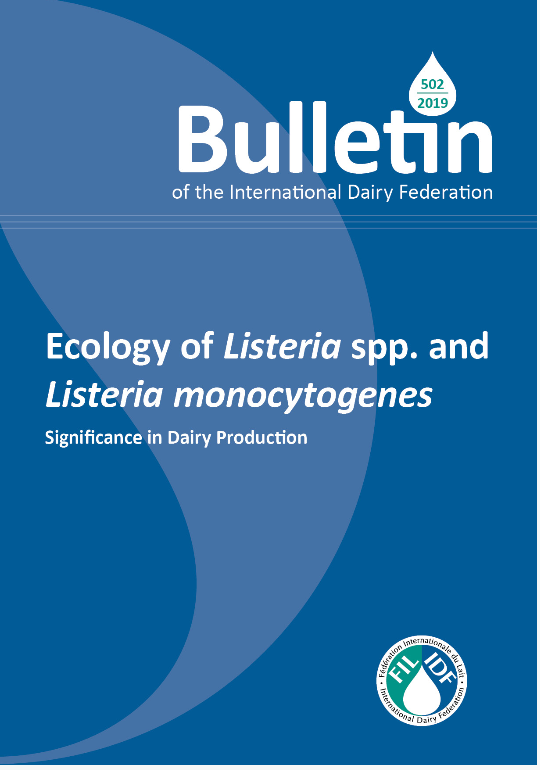 502
2019
Bulletin
of the International Dairy Federation
Ecology of Listeria spp. and
Listeria monocytogenes
Significance in Dairy Production
Fédération Internationale du Lait
FIL IDF
International Dairy Federation